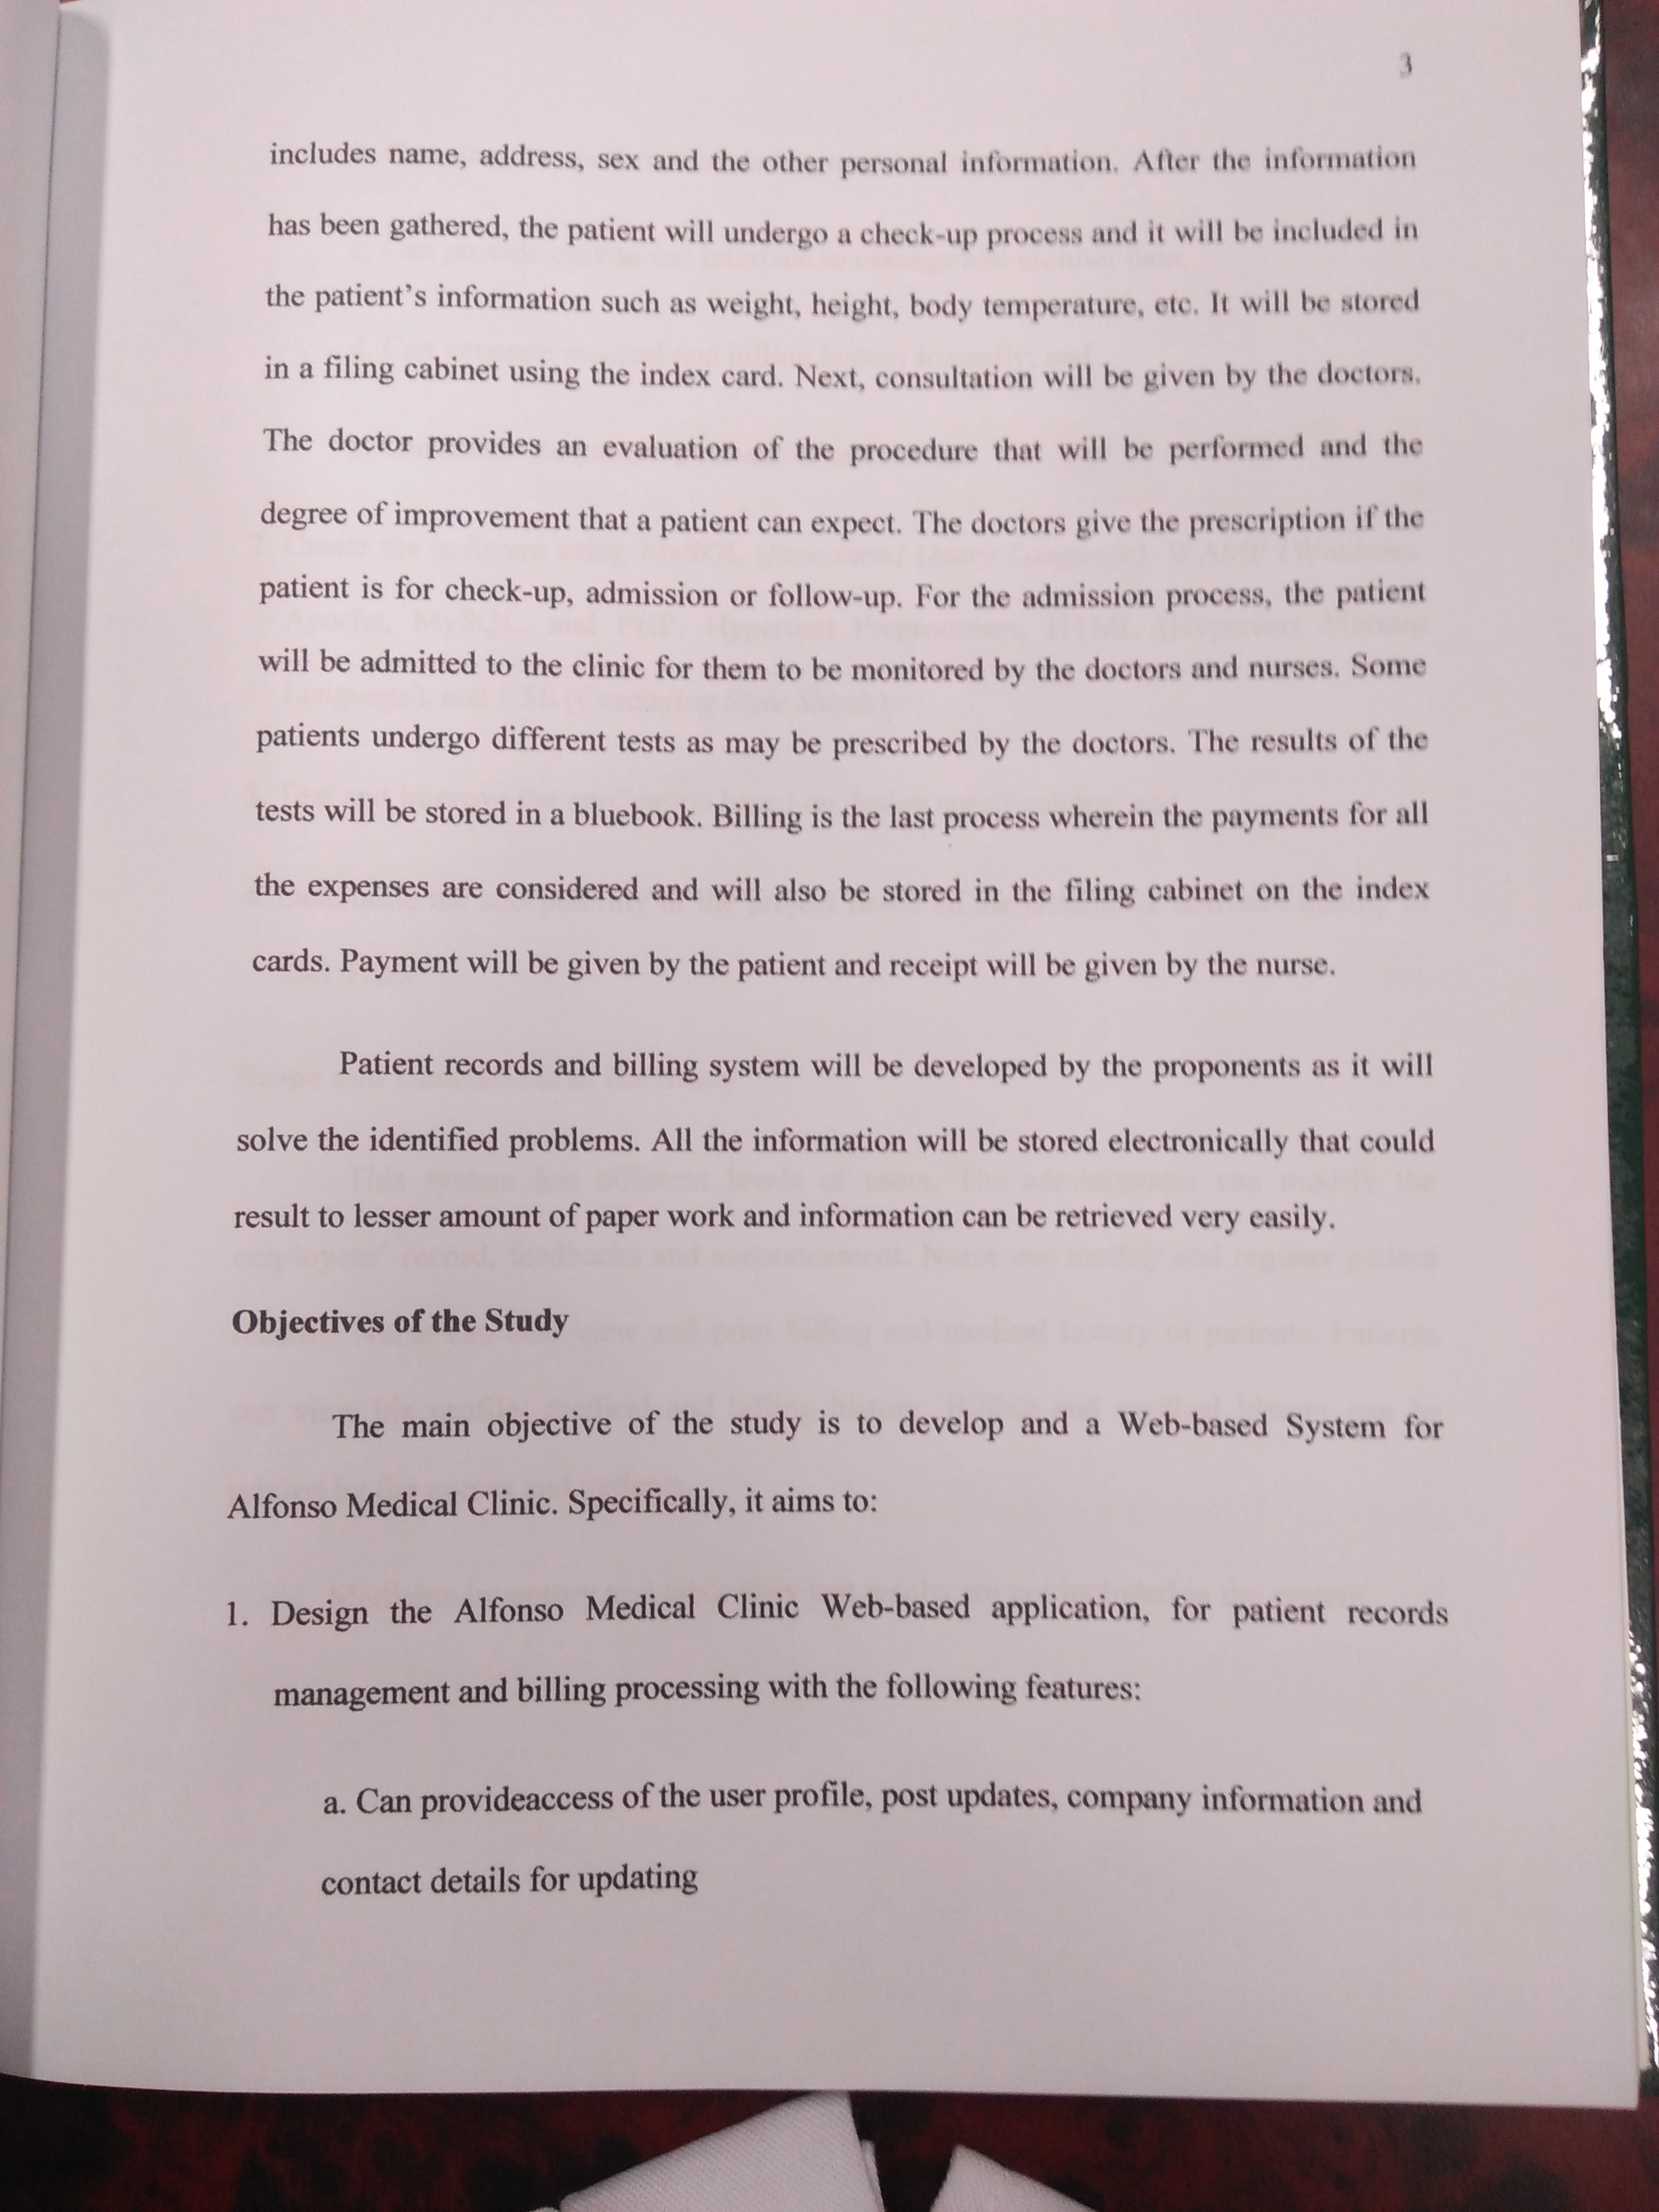 3
includes name, address, sex and the other personal information. After the information
has been gathered, the patient will undergo a check-up process and it will be included in
the patient’s information such as weight, height, body temperature, etc. It will be stored
in a filing cabinet using the index card. Next, consultation will be given by the doctors.
The doctor provides an evaluation of the procedure that will be performed and the
degree of improvement that a patient can expect. The doctors give the prescription if the
patient is for check-up, admission or follow-up. For the admission process, the patient
will be admitted to the clinic for them to be monitored by the doctors and nurses. Some
patients undergo different tests as may be prescribed by the doctors. The results of the
tests will be stored in a bluebook. Billing is the last process wherein the payments for all
the expenses are considered and will also be stored in the filing cabinet on the index
cards. Payment will be given by the patient and receipt will be given by the nurse.
Patient records and billing system will be developed by the proponents as it will
solve the identified problems. All the information will be stored electronically that could
result to lesser amount of paper work and information can be retrieved very easily.
Objectives of the Study
The main objective of the study is to develop and a Web-based System for
Alfonso Medical Clinic. Specifically, it aims to:
1. Design the Alfonso Medical Clinic Web-based application, for patient records
management and billing processing with the following features:
a. Can provideaccess of the user profile, post updates, company information and
contact details for updating